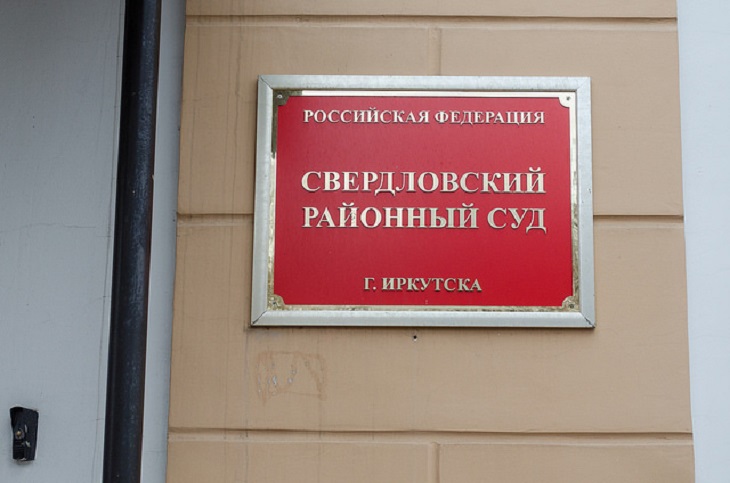 РОССИЙСКАЯ ФЕДЕРАЦИЯ
СВЕРДЛОВСКИЙ
РАЙОННЫЙ СУД
Г. ИРКУТСКА